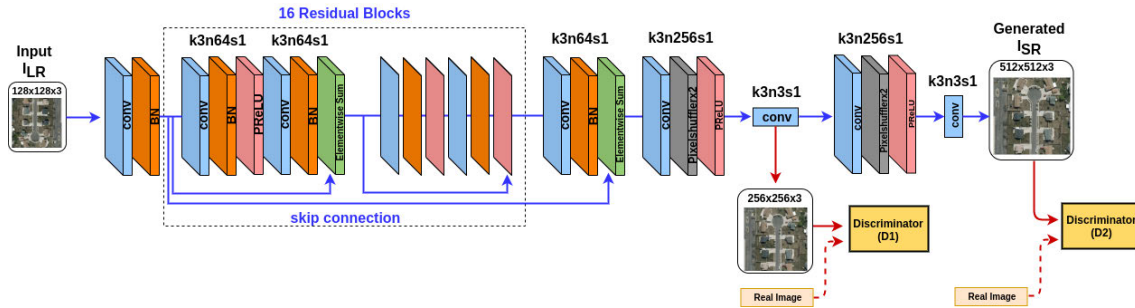 16 Residual Blocks
Input
I_LR
128x128x3
conv
BN
k3n64s1
k3n64s1
conv
BN
PReLU
conv
BN
Elementwise Sum
skip connection
k3n64s1
conv
BN
Elementwise Sum
k3n256s1
conv
Pixelshufflerx2
PReLU
k3n3s1
conv
256x256x3
Discriminator
(D1)
Real Image
k3n256s1
conv
Pixelshufflerx2
PReLU
k3n3s1
conv
Generated
I_SR
512x512x3
Discriminator
(D2)
Real Image